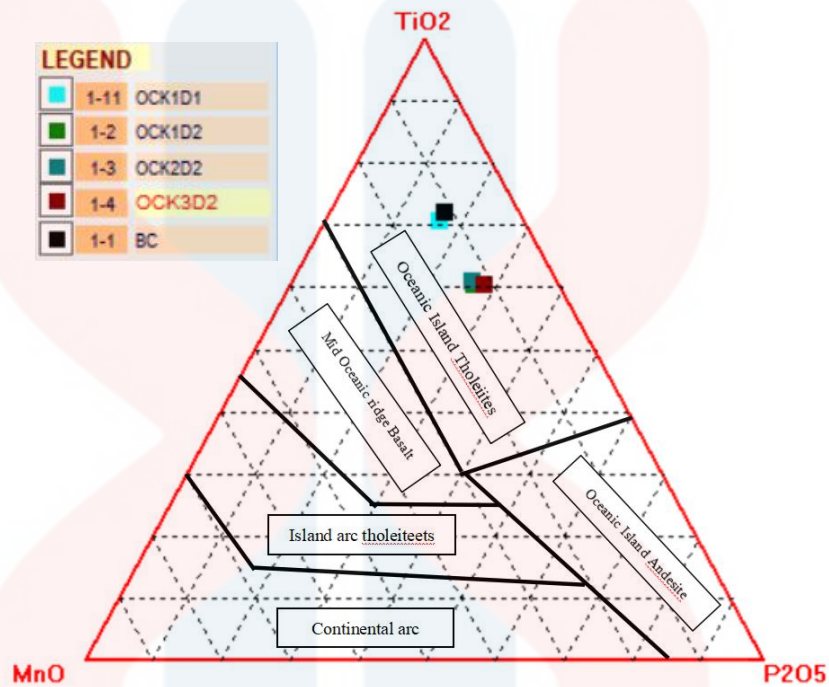 TiO2
LEGEND
1-11 OCK1D1
1-2 OCK1D2
1-3 OCK2D2
1-4 OCK3D2
1-1 BC
Oceanic Island Tholeiites
Mid Oceanic ridge Basalt
Oceanic Island Andesite
Island arc tholeiteets
Continental arc
MnO
P2O5